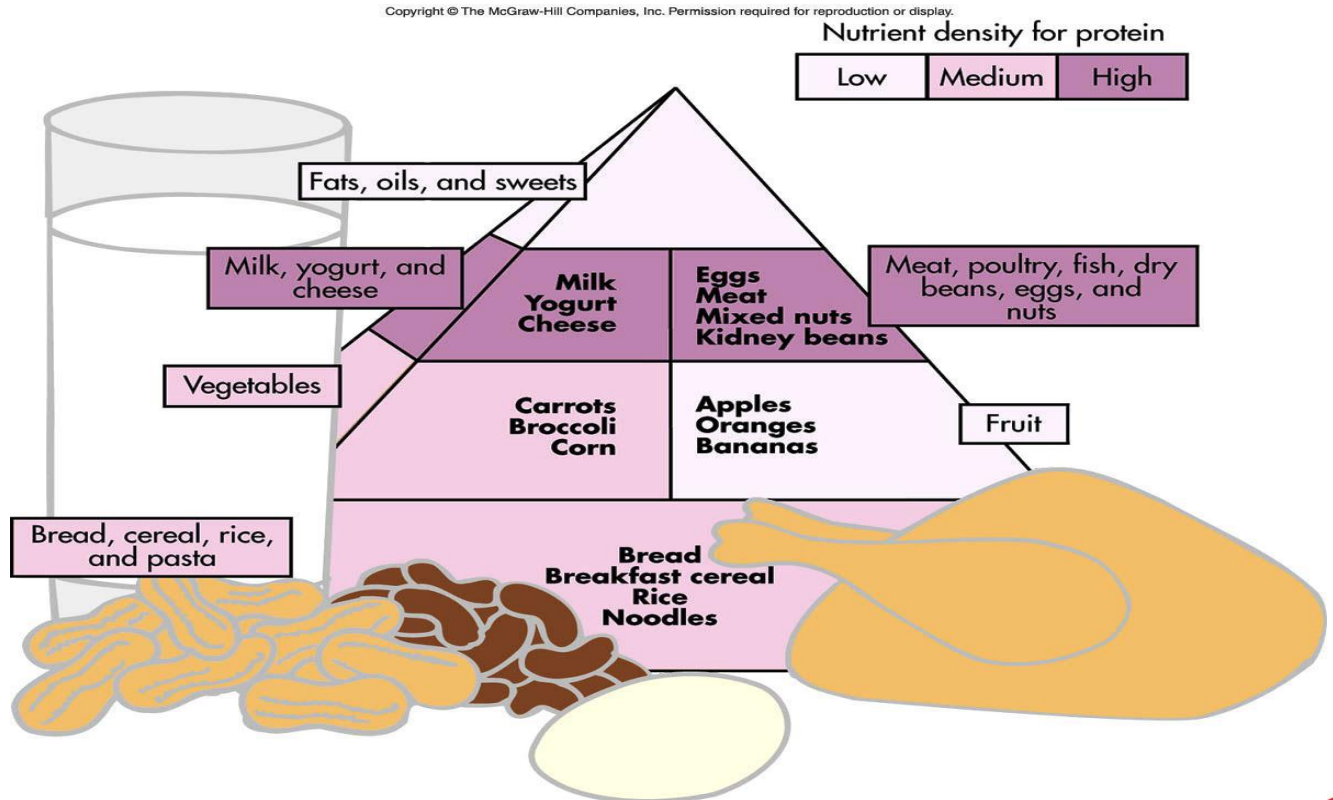 Copyright © The McGraw-Hill Companies, Inc. Permission required for reproduction or display.
Nutrient density for protein
Low Medium High
Fats, oils, and sweets
Milk, yogurt, and
cheese
Milk
Yogurt
Cheese
Eggs
Meat
Mixed nuts
Kidney beans
Meat, poultry, fish, dry
beans, eggs, and
nuts
Vegetables
Carrots
Broccoli
Corn
Apples
Oranges
Bananas
Fruit
Bread, cereal, rice,
and pasta
Bread
Breakfast cereal
Rice
Noodles